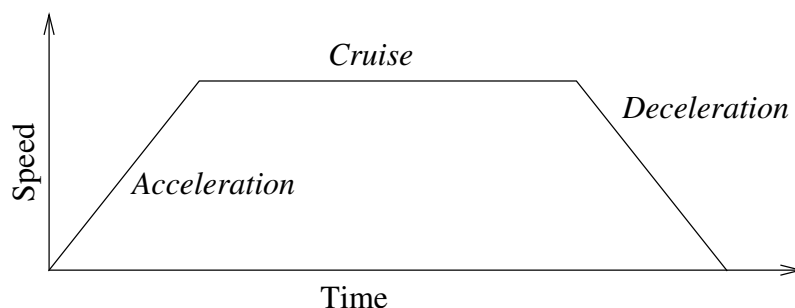 Cruise
Deceleration
Speed
Acceleration
Time